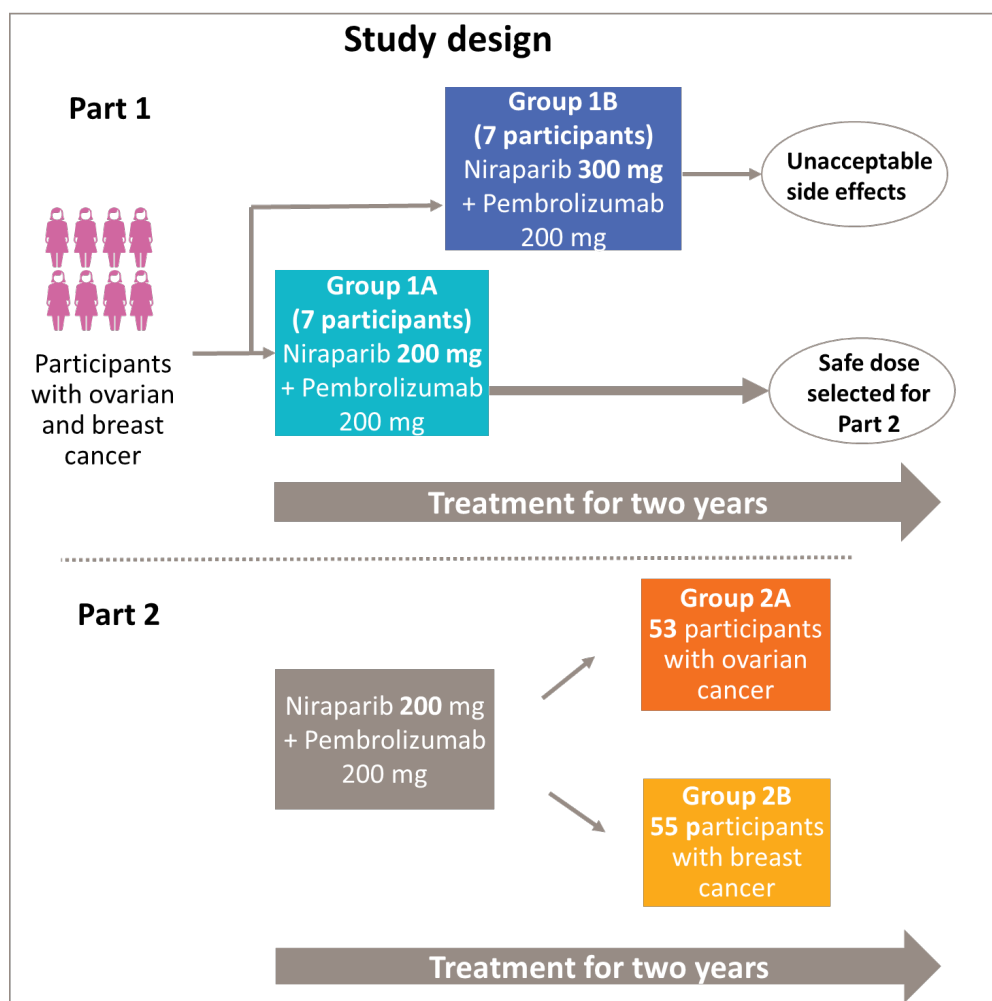 Study design
Part 1
Group 1B
(7 participants)
Niraparib 300 mg
+ Pembrolizumab
200 mg
Unacceptable
side effects
Participants
with ovarian
and breast
cancer
Group 1A
(7 participants)
Niraparib 200 mg
+ Pembrolizumab
200 mg
Safe dose
selected for
Part 2
Treatment for two years
Part 2
Niraparib 200 mg
+ Pembrolizumab
200 mg
Group 2A
53 participants
with ovarian
cancer
Group 2B
55 participants
with breast
cancer
Treatment for two years